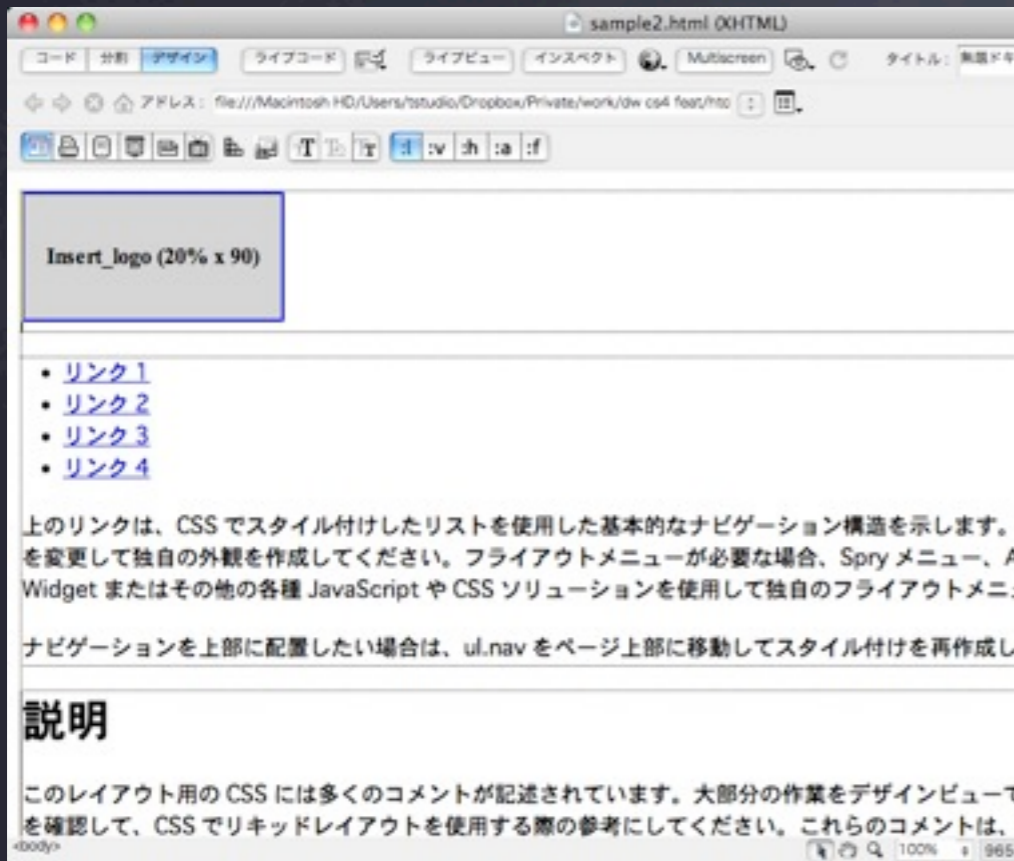 sample2.html (XHTML)
コード 分割 デザイン ライブコード ライブビュー インスペクト Multiscreen タイトル: 無題ドキ
アドレス: file:///Macintosh HD/Users/tstudio/Dropbox/Private/work/dw cs4 feat/htc
:l :v :h :a :f
Insert_logo (20% x 90)
• リンク 1
• リンク 2
• リンク 3
• リンク 4
上のリンクは、CSS でスタイル付けしたリストを使用した基本的なナビゲーション構造を示します。
を変更して独自の外観を作成してください。フライアウトメニューが必要な場合、Spry メニュー、A
Widget またはその他の各種 JavaScript や CSS ソリューションを使用して独自のフライアウトメニュ
ナビゲーションを上部に配置したい場合は、ul.nav をページ上部に移動してスタイル付けを再作成し
説明
このレイアウト用の CSS には多くのコメントが記述されています。大部分の作業をデザインビューで
を確認して、CSS でリキッドレイアウトを使用する際の参考にしてください。これらのコメントは、
<body> 100% 965